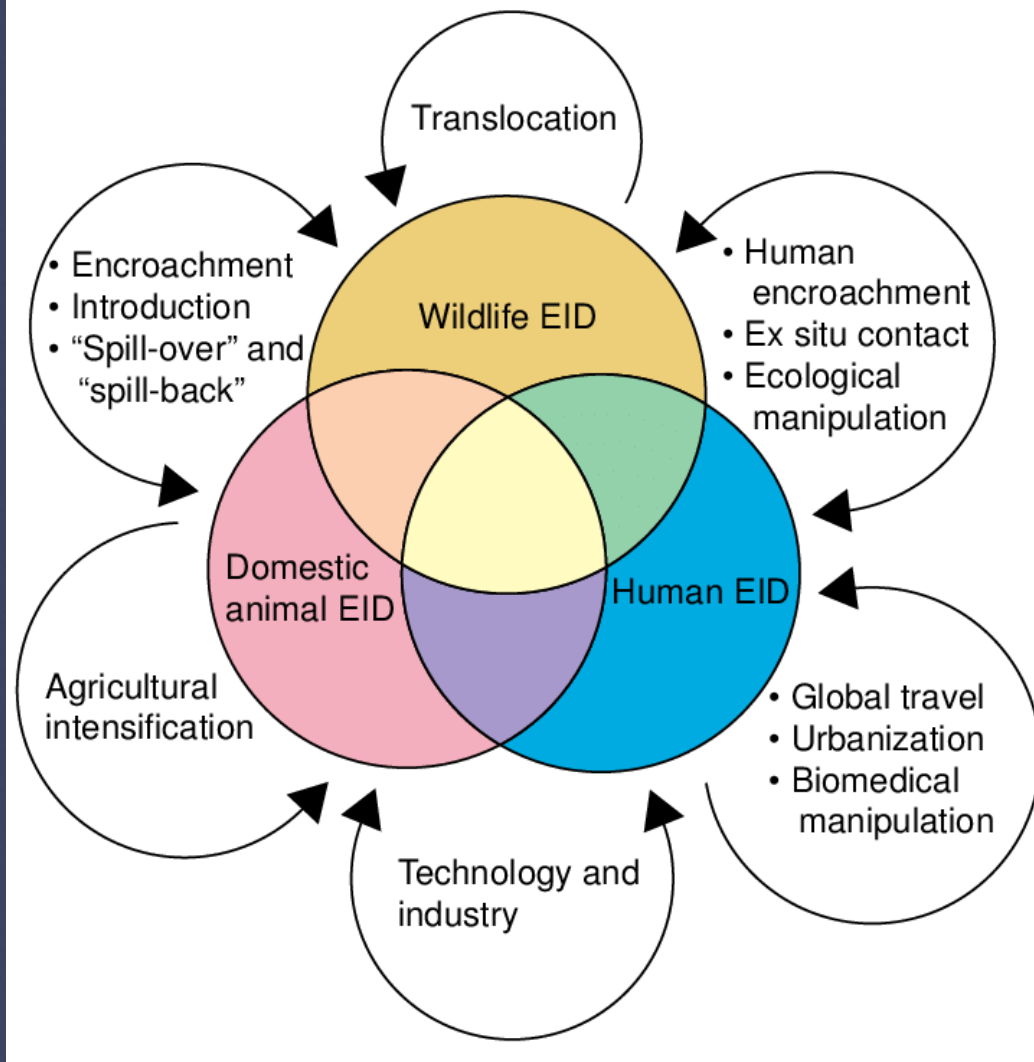 Translocation
• Encroachment
• Introduction
• “Spill-over” and
“spill-back”
• Human
encroachment
• Ex situ contact
• Ecological
manipulation
Wildlife EID
Domestic
animal EID
Human EID
Agricultural
intensification
• Global travel
• Urbanization
• Biomedical
manipulation
Technology and
industry